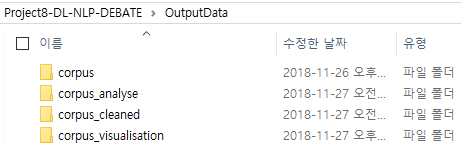 Project8-DL-NLP-DEBATE > OutputData
이름 수정한 날짜 유형
corpus 2018-11-26 오후... 파일 폴더
corpus_analyse 2018-11-27 오전... 파일 폴더
corpus_cleaned 2018-11-27 오전... 파일 폴더
corpus_visualisation 2018-11-27 오후... 파일 폴더